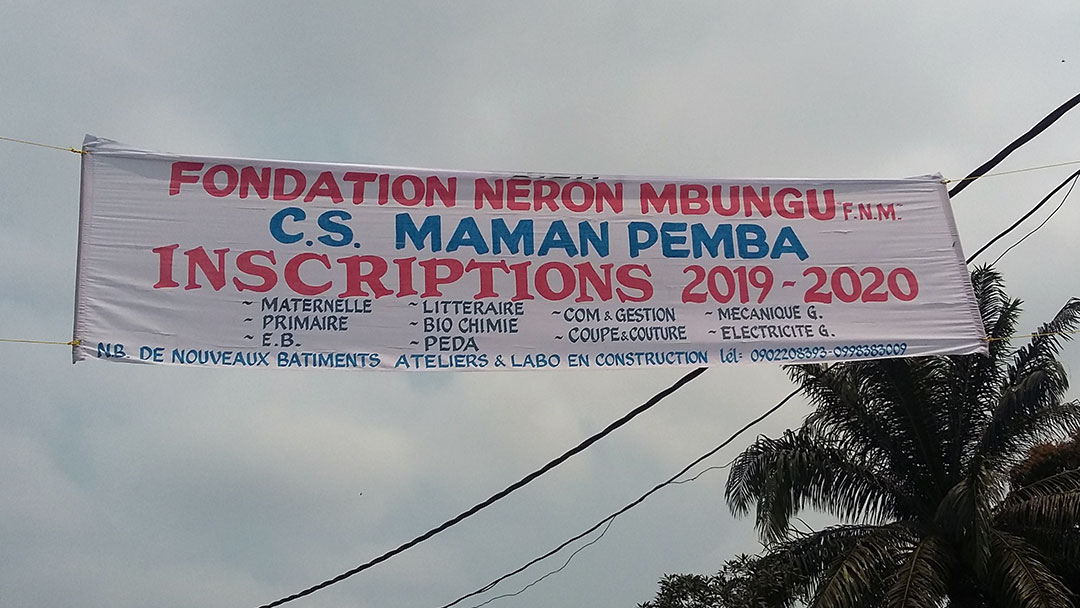 FONDATION NERON MBUNGU F.N.M.
C.S. MAMAN PEMBA
INSCRIPTIONS 2019-2020
~ MATERNELLE ~ LITTERAIRE ~ COM & GESTION ~ MECANIQUE G.
~ PRIMAIRE ~ BIO CHIMIE ~ COUPE & COUTURE ~ ELECTRICITE G.
~ E.B. ~ PEDA
N.B. DE NOUVEAUX BATIMENTS ATELIERS & LABO EN CONSTRUCTION tél: 0902208393-0998383009